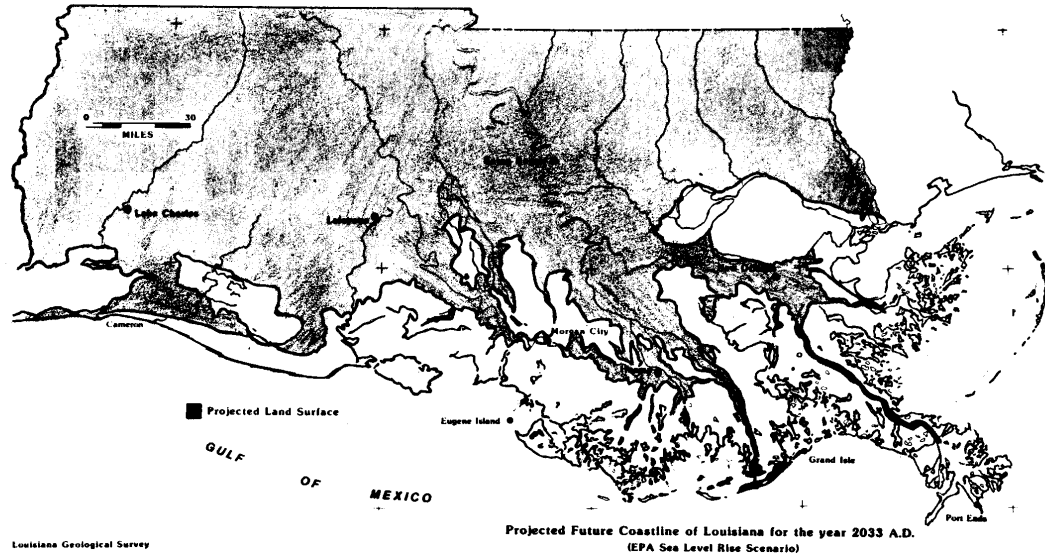 0 30
MILES
Lake Charles
Lafayette
Cameron
Morgan City
Projected Land Surface
Eugene Island
GULF
OF
MEXICO
Grand Isle
Port Eads
Projected Future Coastline of Louisiana for the year 2033 A.D.
(EPA Sea Level Rise Scenario)
Louisiana Geological Survey